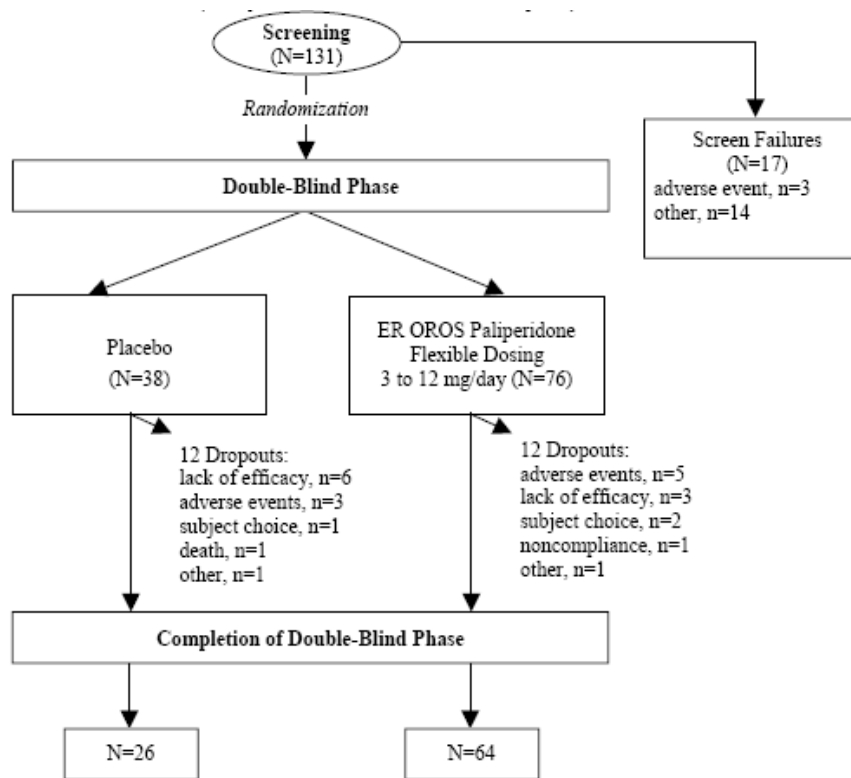 Screening
(N=131)
Randomization
Screen Failures
(N=17)
adverse event, n=3
other, n=14
Double-Blind Phase
Placebo
(N=38)
ER OROS Paliperidone
Flexible Dosing
3 to 12 mg/day (N=76)
12 Dropouts:
lack of efficacy, n=6
adverse events, n=3
subject choice, n=1
death, n=1
other, n=1
12 Dropouts:
adverse events, n=5
lack of efficacy, n=3
subject choice, n=2
noncompliance, n=1
other, n=1
Completion of Double-Blind Phase
N=26
N=64